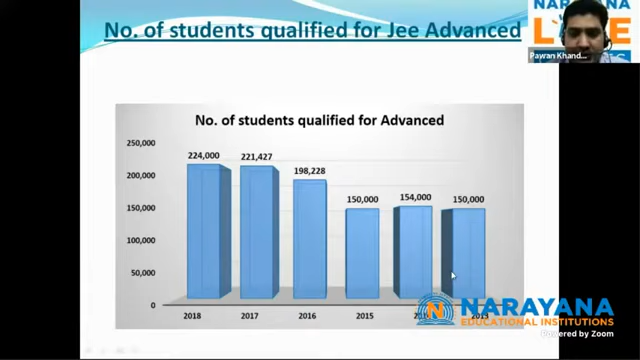 No. of students qualified for Jee Advanced
NARAYANA
Pavran Khand...
No. of students qualified for Advanced
250,000
200,000
150,000
100,000
50,000
0
224,000
221,427
198,228
150,000
154,000
150,000
2018
2017
2016
2015
2013
NARAYANA
EDUCATIONAL INSTITUTIONS
Powered by Zoom